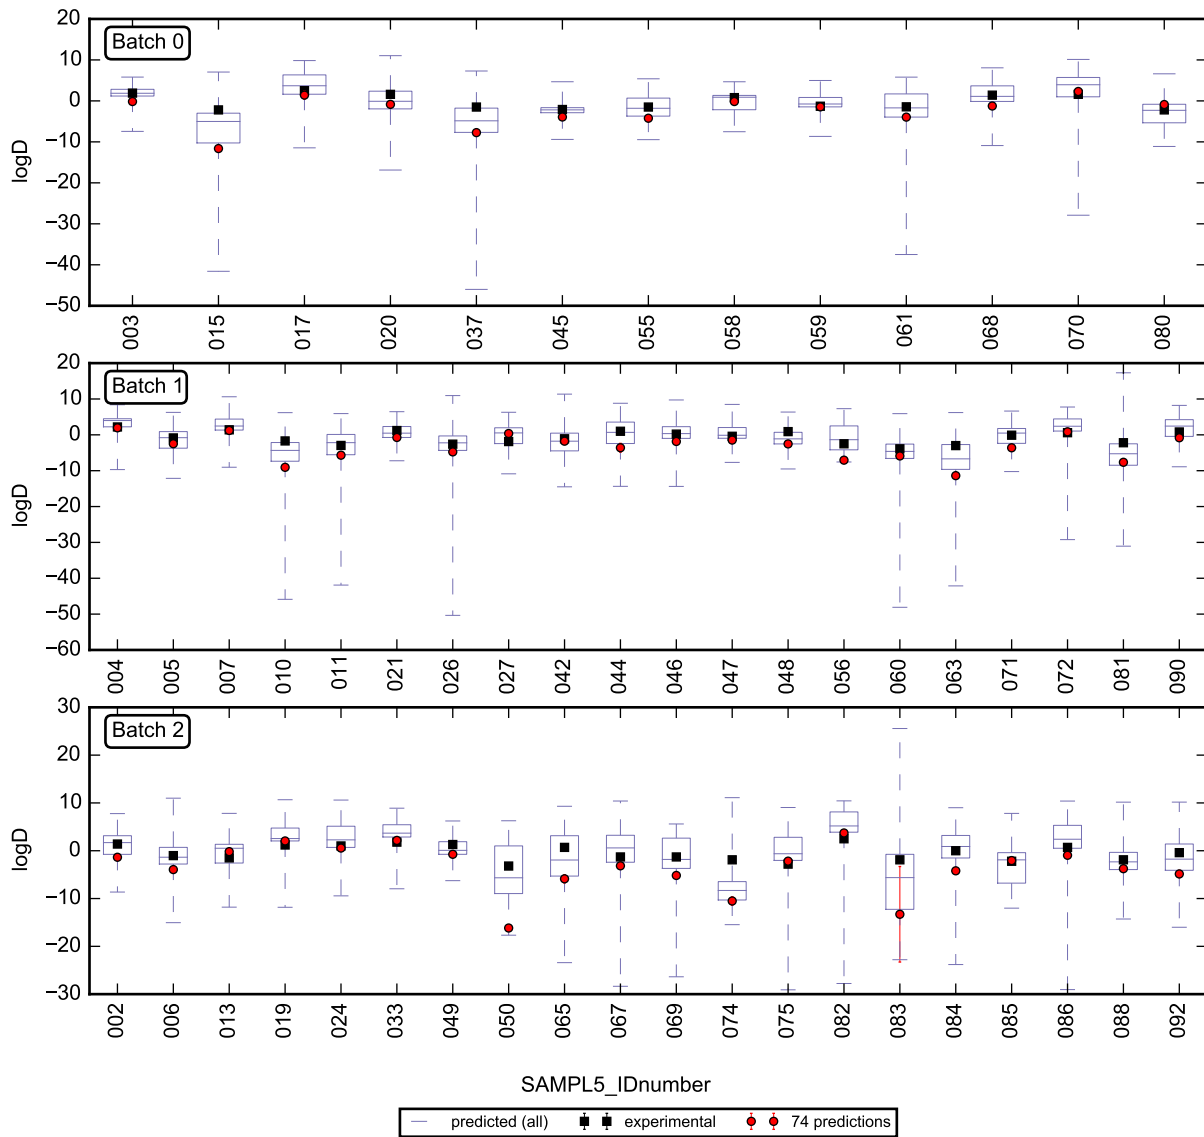 20
Batch 0
10
0
−10
−20
−30
−40
−50
logD
003 015 017 020 037 045 055 058 059 061 068 070 080
20
Batch 1
10
0
−10
−20
−30
−40
−50
−60
logD
004 005 007 010 011 021 026 027 042 044 046 047 048 056 060 063 071 072 081 090
30
Batch 2
20
10
0
−10
−20
−30
logD
002 006 013 019 024 033 049 050 065 067 069 074 075 082 083 084 085 086 088 092
SAMPL5_IDnumber
predicted (all) experimental 74 predictions